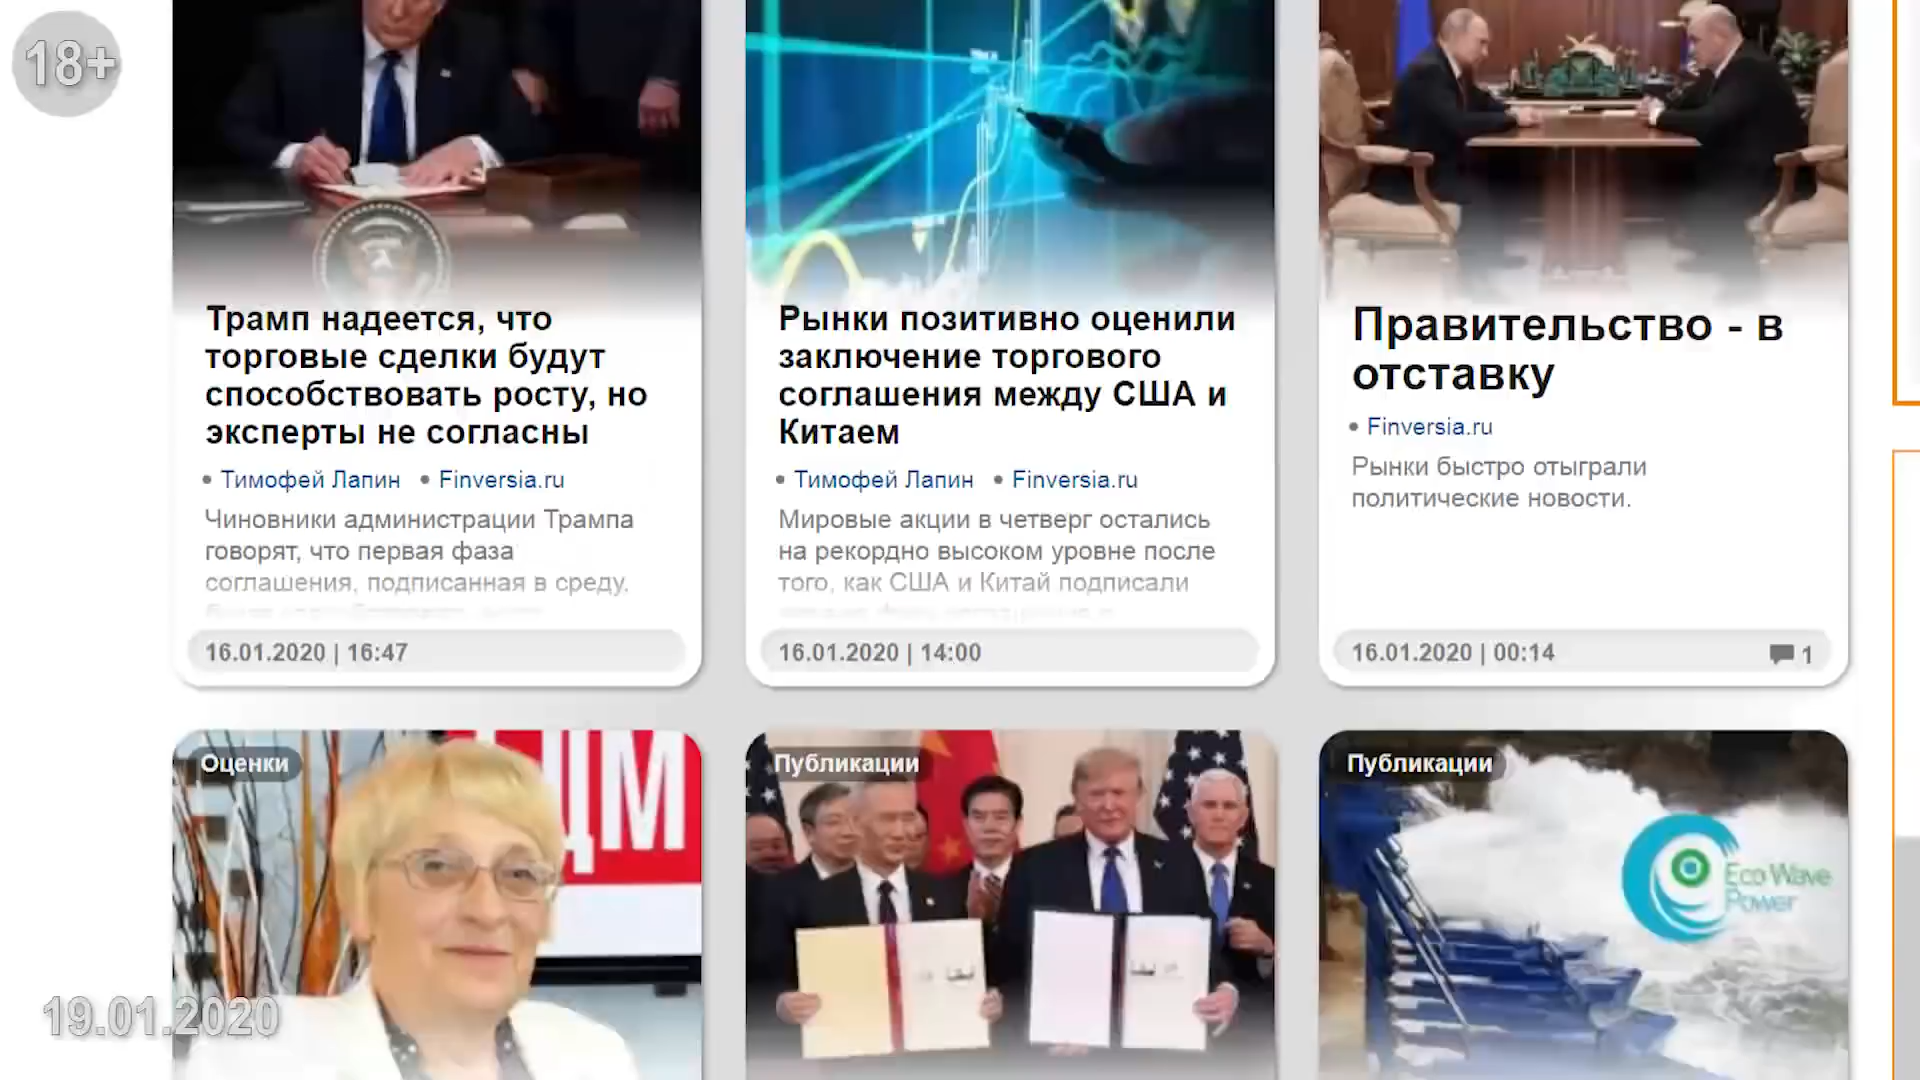 18+
Трамп надеется, что
торговые сделки будут
способствовать росту, но
эксперты не согласны
• Тимофей Лапин • Finversia.ru
Чиновники администрации Трампа
говорят, что первая фаза
соглашения, подписанная в среду,
16.01.2020 | 16:47
Рынки позитивно оценили
заключение торгового
соглашения между США и
Китаем
• Тимофей Лапин • Finversia.ru
Мировые акции в четверг остались
на рекордно высоком уровне после
того, как США и Китай подписали
16.01.2020 | 14:00
Правительство - в
отставку
• Finversia.ru
Рынки быстро отыграли
политические новости.
16.01.2020 | 00:14
1
Оценки
ДМ
Публикации
Публикации
Eco Wave
Power
19.01.2020